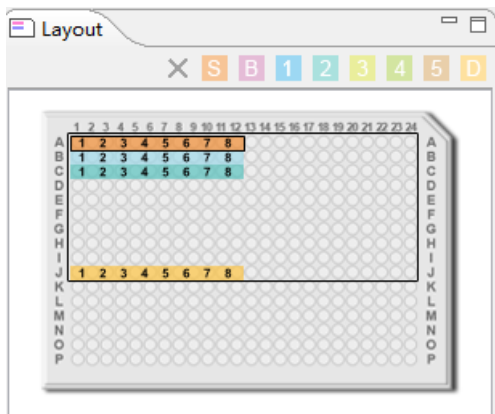 Layout
S B 1 2 3 4 5 D
1 2 3 4 5 6 7 8 9 10 11 12 13 14 15 16 17 18 19 20 21 22 23 24
A 1 2 3 4 5 6 7 8 A
B 1 2 3 4 5 6 7 8 B
C 1 2 3 4 5 6 7 8 C
D D
E E
F F
G G
H H
I I
J 1 2 3 4 5 6 7 8 J
K K
L L
M M
N N
O O
P P